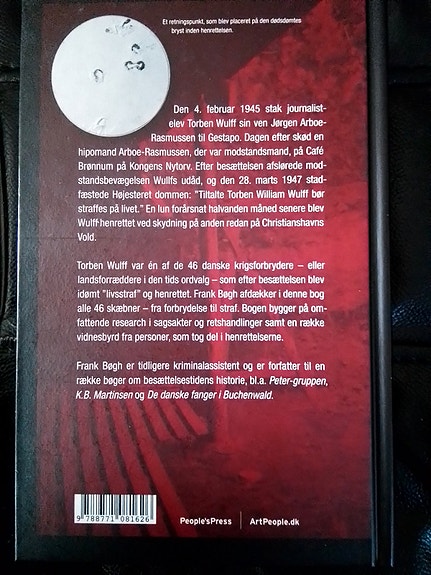 Et retningspunkt, som blev placeret på den dødsdømtes
bryst inden henrettelsen.
Den 4. februar 1945 stak journalist-
elev Torben Wulff sin ven Jørgen Arboe-
Rasmussen til Gestapo. Dagen efter skød en
hipomand Arboe-Rasmussen, der var modstandsmand, på Café
Brønnum på Kongens Nytorv. Efter besættelsen afslørede mod-
standsbevægelsen Wullfs udåd, og den 28. marts 1947 stad-
fæstede Højesteret dommen: "Tiltalte Torben William Wulff bør
straffes på livet." En lun forårsnat halvanden måned senere blev
Wulff henrettet ved skydning på anden redan på Christianshavns
Vold.
Torben Wulff var én af de 46 danske krigsforbrydere – eller
landsforræddere i den tids ordvalg – som efter besættelsen blev
idømt "livsstraf" og henrettet. Frank Bøgh afdækker i denne bog
alle 46 skæbner – fra forbrydelse til straf. Bogen bygger på om-
fattende research i sagsakter og retshandlinger samt en række
vidnesbyrd fra personer, som tog del i henrettelserne.
Frank Bøgh er tidligere kriminalassistent og er forfatter til en
række bøger om besættelsestidens historie, bl.a. Peter-gruppen,
K.B. Martinsen og De danske fanger i Buchenwald.
9 788771 081626
People'sPress | ArtPeople.dk